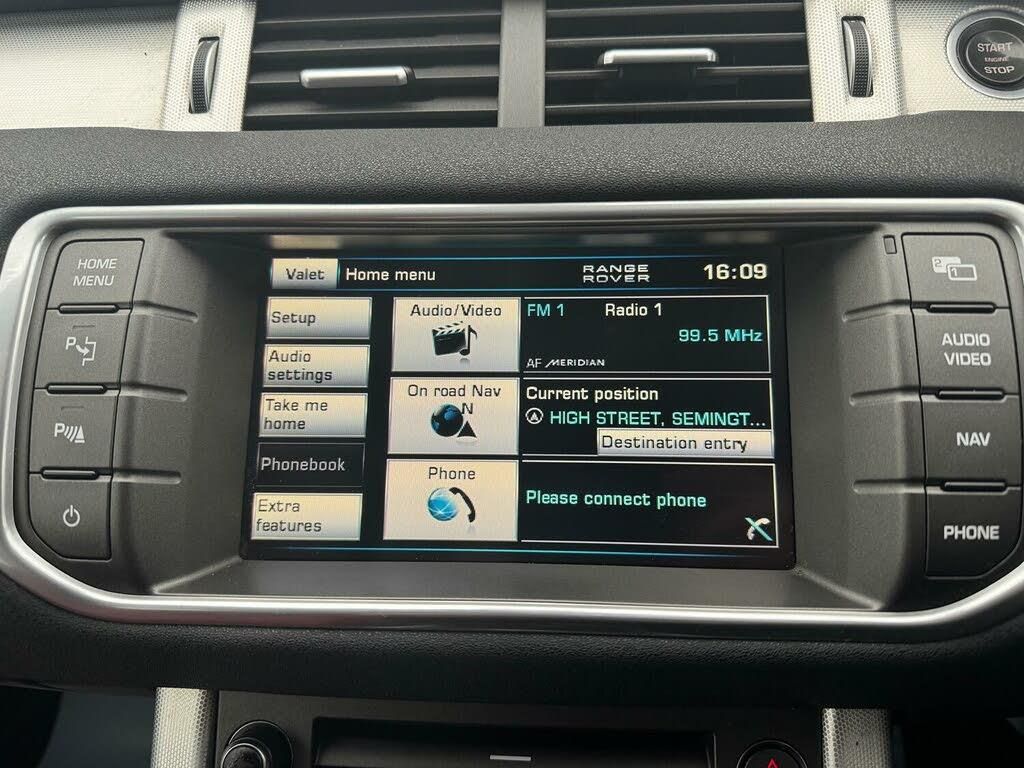 START
ENGINE
STOP
HOME
MENU
P
P
Valet
Home menu
RANGE
ROVER
16:09
Setup
Audio
settings
Take me
home
Phonebook
Extra
features
Audio/Video
On road Nav
N
Phone
FM 1
Radio 1
99.5 MHz
AF MERIDIAN
Current position
HIGH STREET, SEMINGT...
Destination entry
Please connect phone
2
1
AUDIO
VIDEO
NAV
PHONE